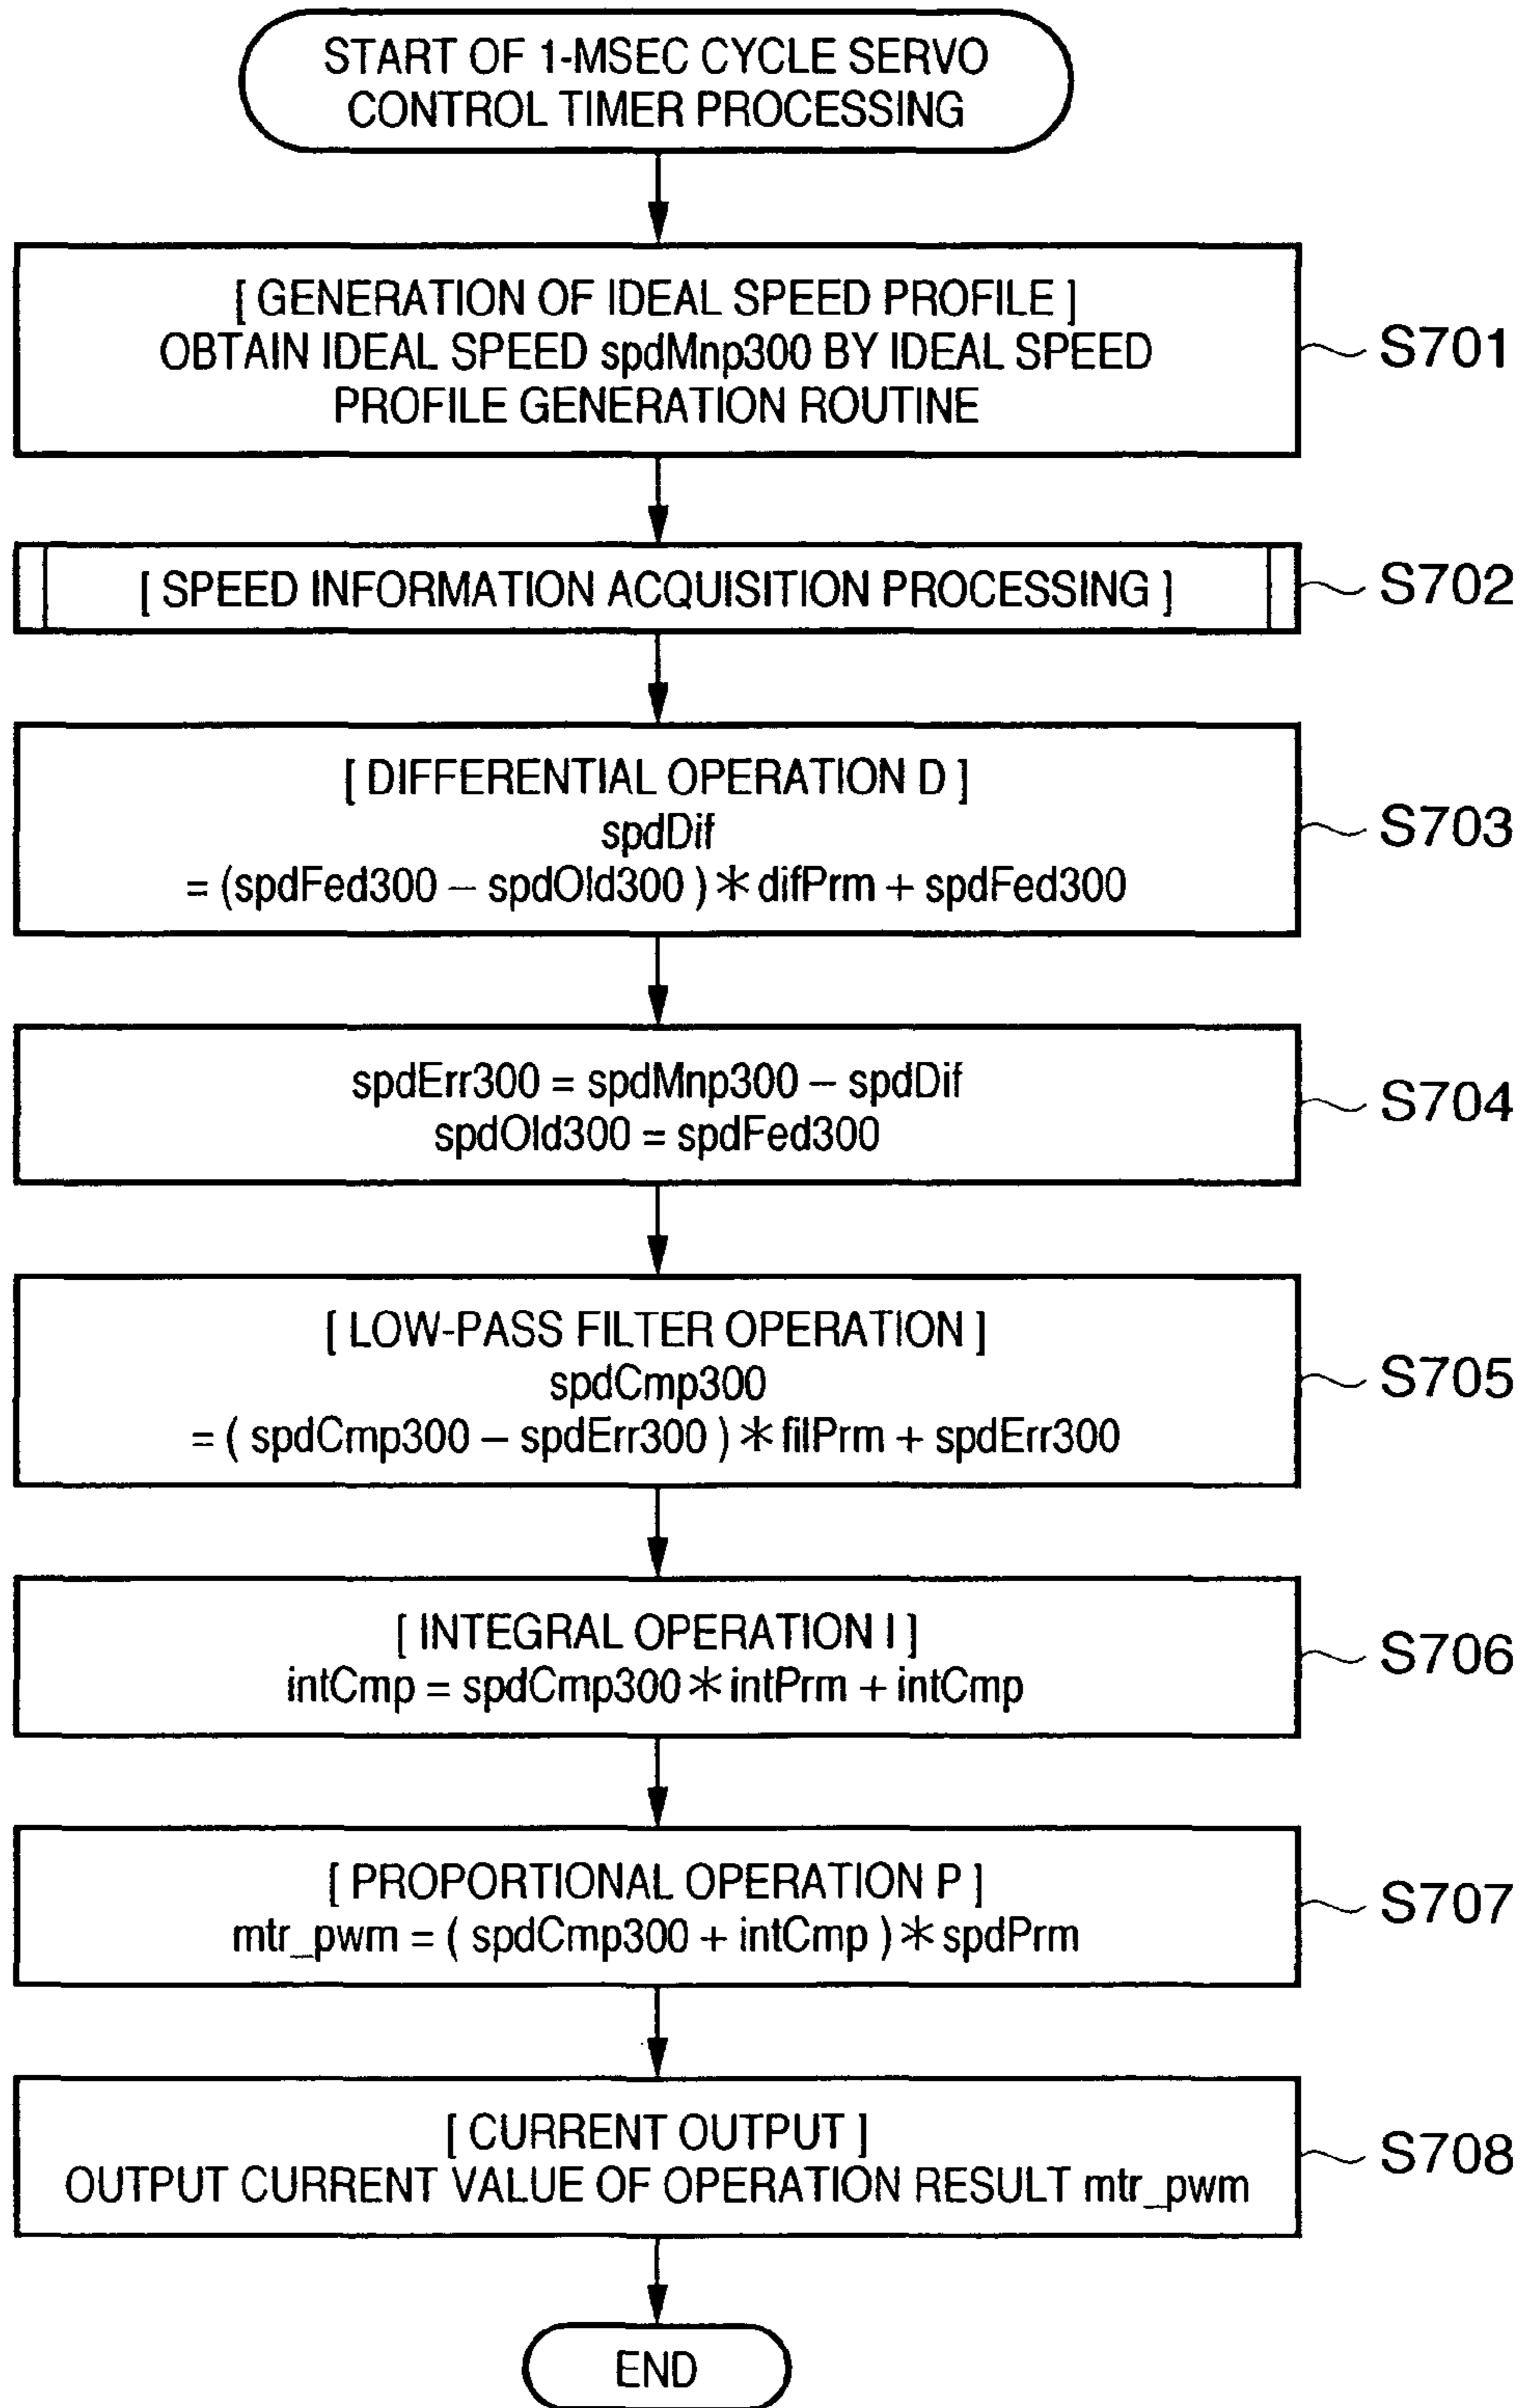 START OF 1-MSEC CYCLE SERVO
CONTROL TIMER PROCESSING
[ GENERATION OF IDEAL SPEED PROFILE ]
OBTAIN IDEAL SPEED spdMnp300 BY IDEAL SPEED
PROFILE GENERATION ROUTINE
S701
[ SPEED INFORMATION ACQUISITION PROCESSING ]
S702
[ DIFFERENTIAL OPERATION D ]
spdDif
= (spdFed300 – spdOld300 ) * difPrm + spdFed300
S703
spdErr300 = spdMnp300 – spdDif
spdOld300 = spdFed300
S704
[ LOW-PASS FILTER OPERATION ]
spdCmp300
= ( spdCmp300 – spdErr300 ) * filPrm + spdErr300
S705
[ INTEGRAL OPERATION I ]
intCmp = spdCmp300 * intPrm + intCmp
S706
[ PROPORTIONAL OPERATION P ]
mtr_pwm = ( spdCmp300 + intCmp ) * spdPrm
S707
[ CURRENT OUTPUT ]
OUTPUT CURRENT VALUE OF OPERATION RESULT mtr_pwm
S708
END